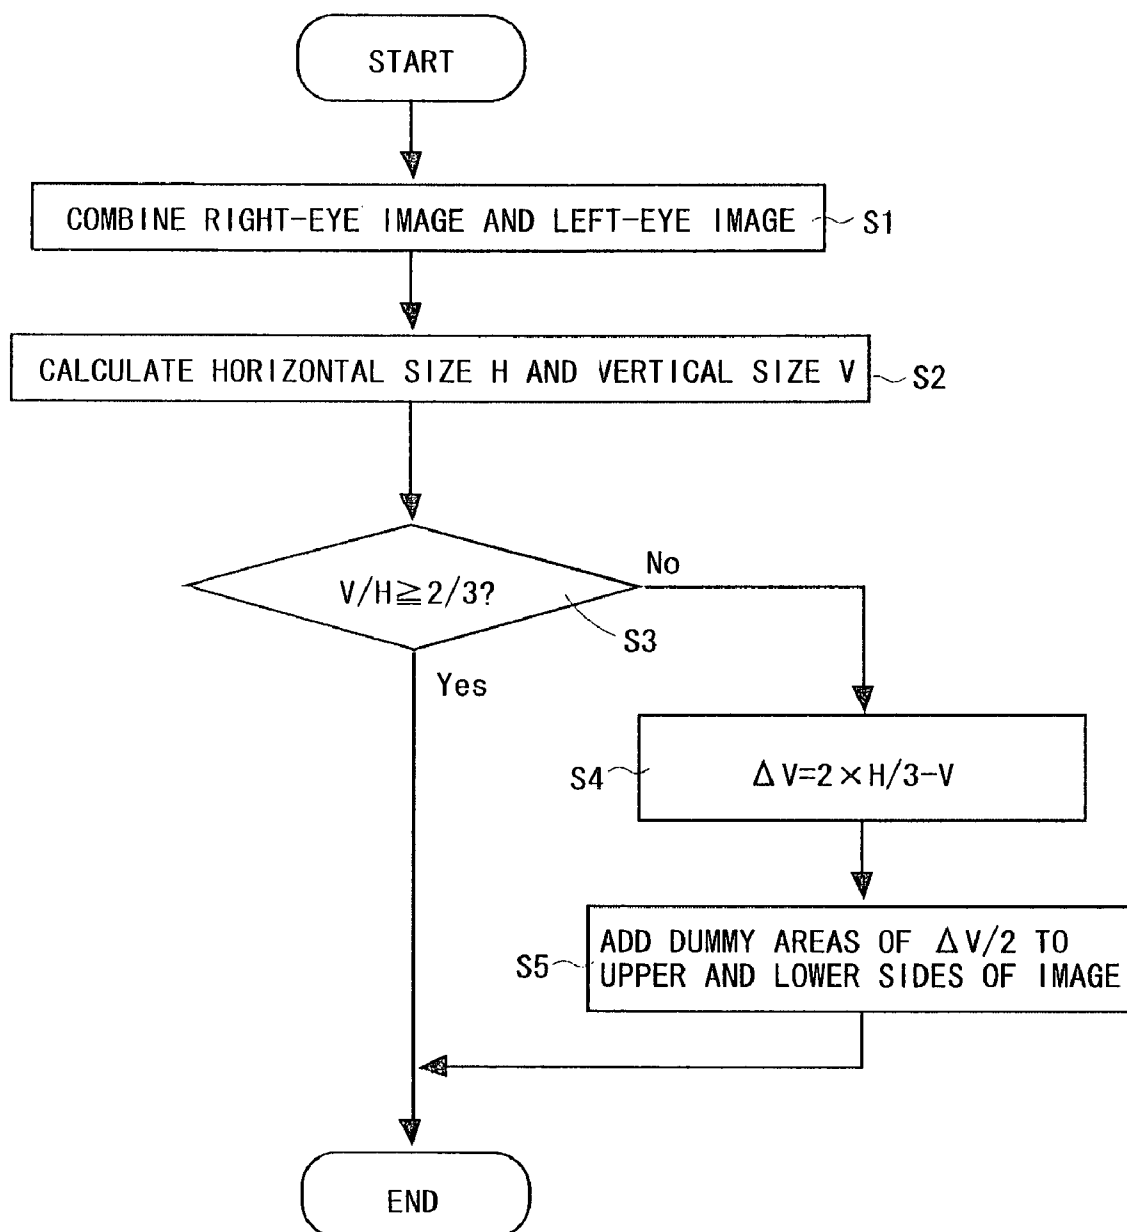 START
COMBINE RIGHT-EYE IMAGE AND LEFT-EYE IMAGE
S1
CALCULATE HORIZONTAL SIZE H AND VERTICAL SIZE V
S2
V/H≧2/3?
No
S3
Yes
S4
ΔV=2×H/3-V
S5
ADD DUMMY AREAS OF ΔV/2 TO
UPPER AND LOWER SIDES OF IMAGE
END